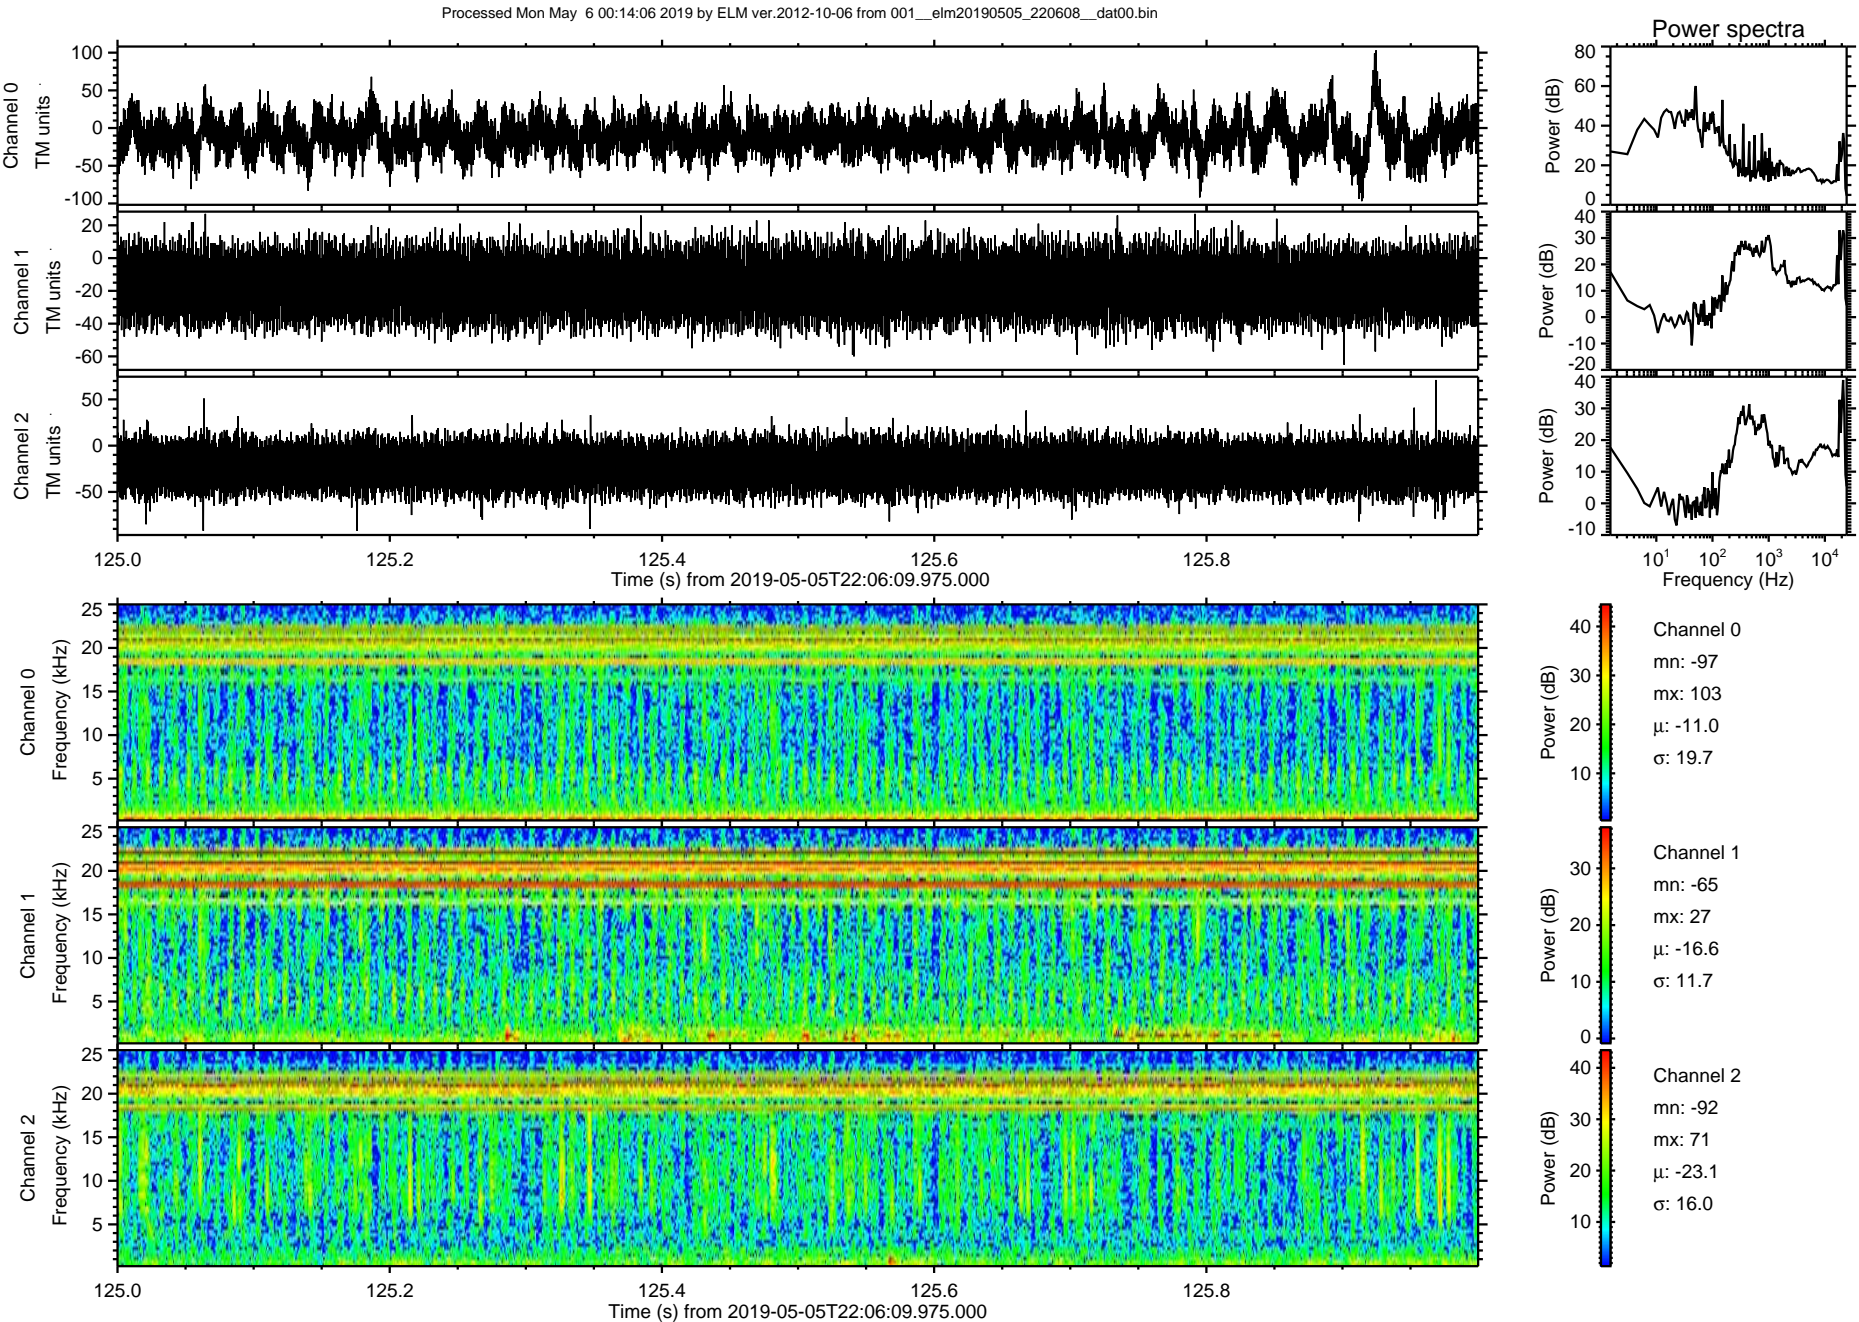 Processed Mon May  6 00:14:06 2019 by ELM ver.2012-10-06 from 001__elm20190505_220608__dat00.bin
Power spectra
Channel 0
TM units
100
50
0
-50
-100
Power (dB)
80
60
40
20
0
Channel 1
TM units
20
0
-20
-40
-60
Power (dB)
40
30
20
10
0
-10
-20
Channel 2
TM units
50
0
-50
Power (dB)
40
30
20
10
0
-10
125.0 125.2 125.4 125.6 125.8
Time (s) from 2019-05-05T22:06:09.975.000
10¹ 10² 10³ 10⁴
Frequency (Hz)
Channel 0
Frequency (kHz)
25
20
15
10
5
Power (dB)
40
30
20
10
Channel 0
mn: -97
mx: 103
μ: -11.0
σ: 19.7
Channel 1
Frequency (kHz)
25
20
15
10
5
Power (dB)
30
20
10
0
Channel 1
mn: -65
mx: 27
μ: -16.6
σ: 11.7
Channel 2
Frequency (kHz)
25
20
15
10
5
Power (dB)
40
30
20
10
Channel 2
mn: -92
mx: 71
μ: -23.1
σ: 16.0
125.0 125.2 125.4 125.6 125.8
Time (s) from 2019-05-05T22:06:09.975.000